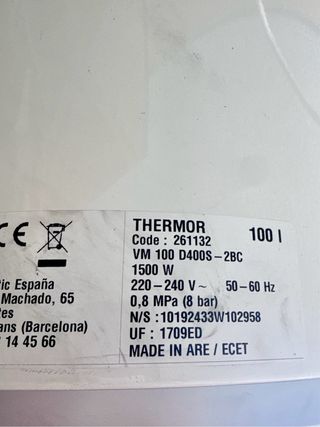 CE
ic España
Machado, 65
es
ans (Barcelona)
14 45 66
THERMOR 100 l
Code : 261132
VM 100 D400S-2BC
1500 W
220-240 V ~ 50-60 Hz
0,8 MPa (8 bar)
N/S :10192433W102958
UF : 1709ED
MADE IN ARE / ECET